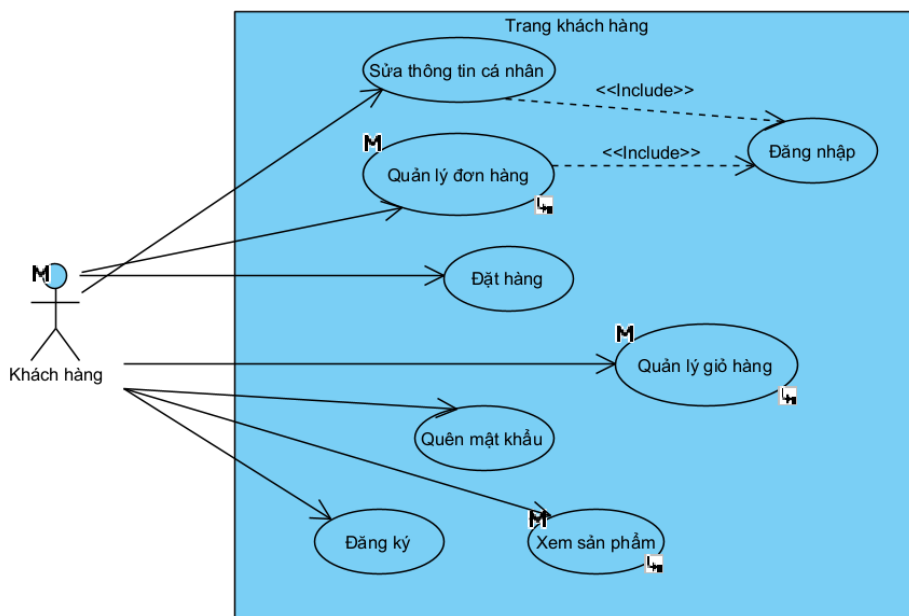 Trang khách hàng
Sửa thông tin cá nhân
<<Include>>
Đăng nhập
M
Quản lý đơn hàng
<<Include>>
Đặt hàng
M
Khách hàng
M
Quản lý giỏ hàng
Quên mật khẩu
Đăng ký
M
Xem sản phẩm